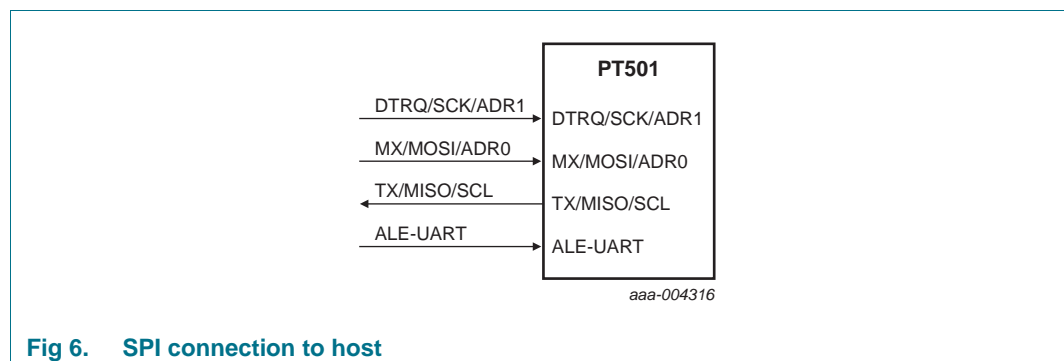 PT501
DTRQ/SCK/ADR1 DTRQ/SCK/ADR1
MX/MOSI/ADR0 MX/MOSI/ADR0
TX/MISO/SCL TX/MISO/SCL
ALE-UART ALE-UART
aaa-004316
Fig 6. SPI connection to host